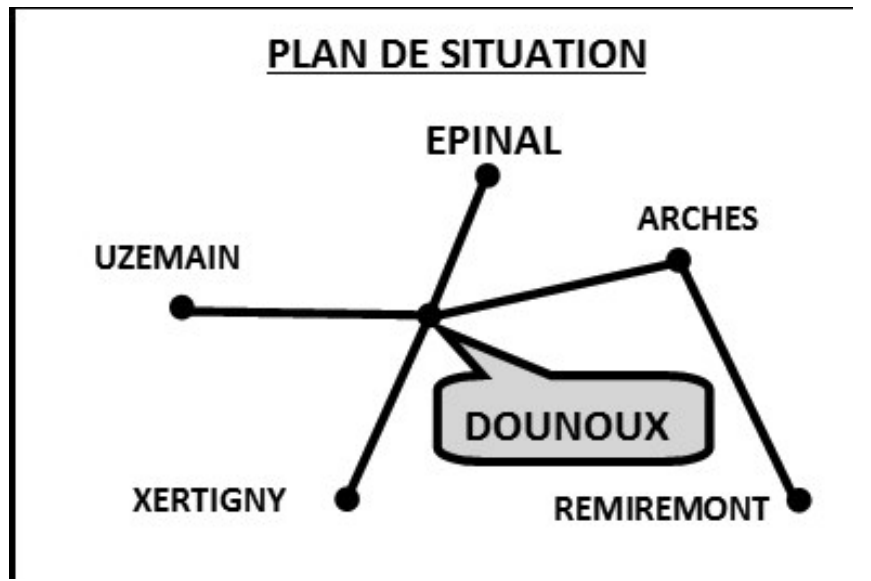 PLAN DE SITUATION
EPINAL
ARCHES
UZEMAIN
DOUNOUX
XERTIGNY
REMIREMONT